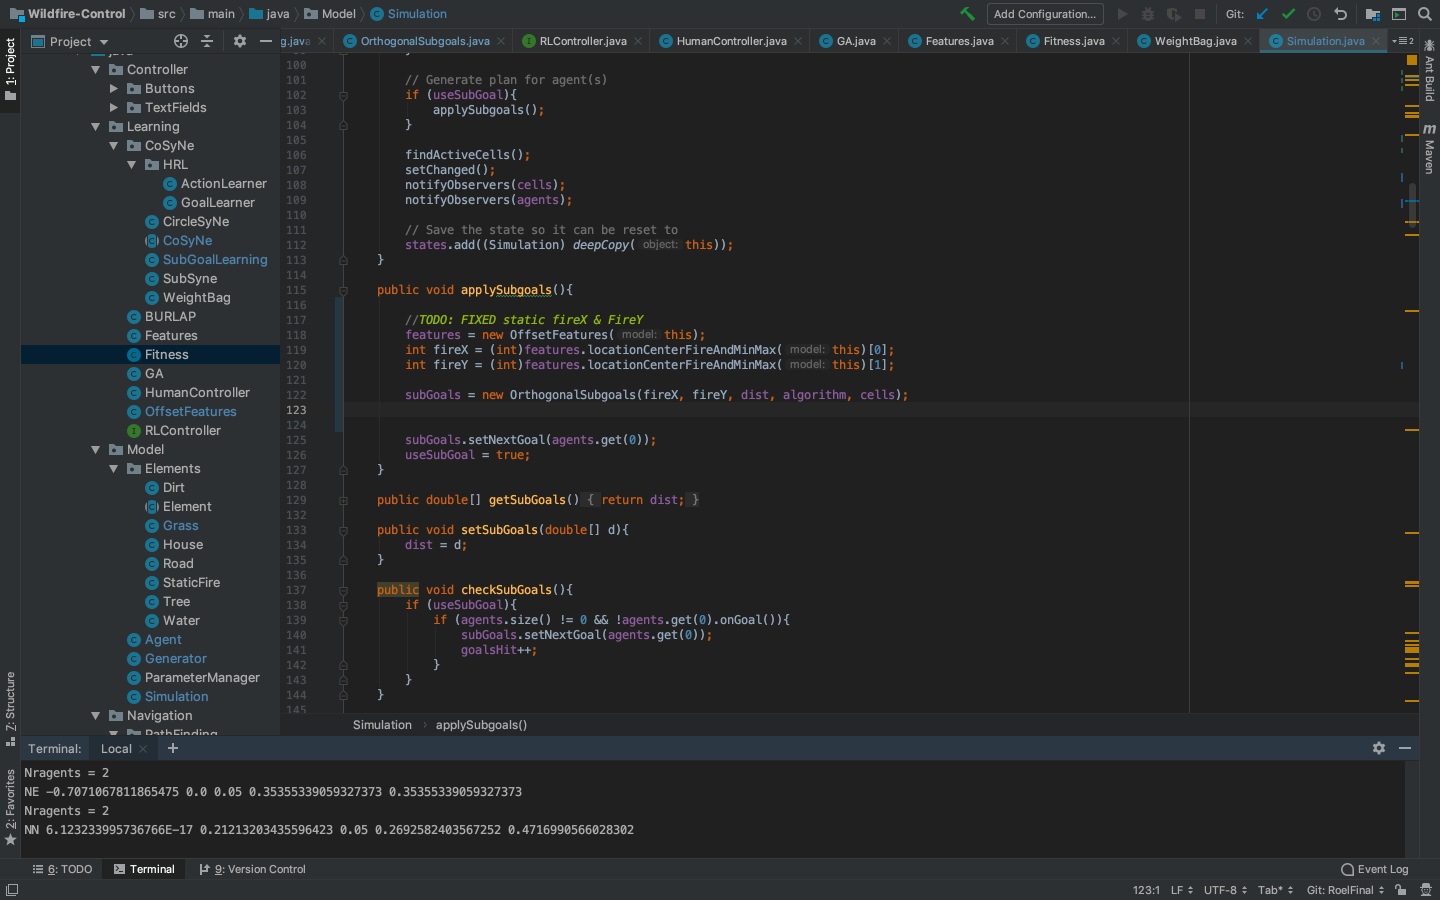 Wildfire-Control src main java Model Simulation Add Configuration... Git:
Project g.java OrthogonalSubgoals.java RLController.java HumanController.java GA.java Features.java Fitness.java WeightBag.java Simulation.java 2
1: Project
Controller
Buttons
TextFields
Learning
CoSyNe
HRL
ActionLearner
GoalLearner
CircleSyNe
CoSyNe
SubGoalLearning
SubSyne
WeightBag
BURLAP
Features
Fitness
GA
HumanController
OffsetFeatures
RLController
Model
Elements
Dirt
Element
Grass
House
Road
StaticFire
Tree
Water
Agent
Generator
ParameterManager
Simulation
Navigation
PathFinding
Z: Structure
2: Favorites
100
101 // Generate plan for agent(s)
102 if (useSubGoal){
103 applySubgoals();
104 }
105
106 findActiveCells();
107 setChanged();
108 notifyObservers(cells);
109 notifyObservers(agents);
110
111 // Save the state so it can be reset to
112 states.add((Simulation) deepCopy( object: this));
113 }
114
115 public void applySubgoals(){
116
117 //TODO: FIXED static fireX & FireY
118 features = new OffsetFeatures( model: this);
119 int fireX = (int)features.locationCenterFireAndMinMax( model: this)[0];
120 int fireY = (int)features.locationCenterFireAndMinMax( model: this)[1];
121
122 subGoals = new OrthogonalSubgoals(fireX, fireY, dist, algorithm, cells);
123
124
125 subGoals.setNextGoal(agents.get(0));
126 useSubGoal = true;
127 }
128
129 public double[] getSubGoals() { return dist; }
132
133 public void setSubGoals(double[] d){
134 dist = d;
135 }
136
137 public void checkSubGoals(){
138 if (useSubGoal){
139 if (agents.size() != 0 && !agents.get(0).onGoal()){
140 subGoals.setNextGoal(agents.get(0));
141 goalsHit++;
142 }
143 }
144 }
145
Ant Build
m Maven
Simulation › applySubgoals()
Terminal: Local +
Nragents = 2
NE -0.7071067811865475 0.0 0.05 0.35355339059327373 0.35355339059327373
Nragents = 2
NN 6.123233995736766E-17 0.21213203435596423 0.05 0.2692582403567252 0.4716990566028302
6: TODO Terminal 9: Version Control Event Log
123:1 LF UTF-8 Tab* Git: RoelFinal